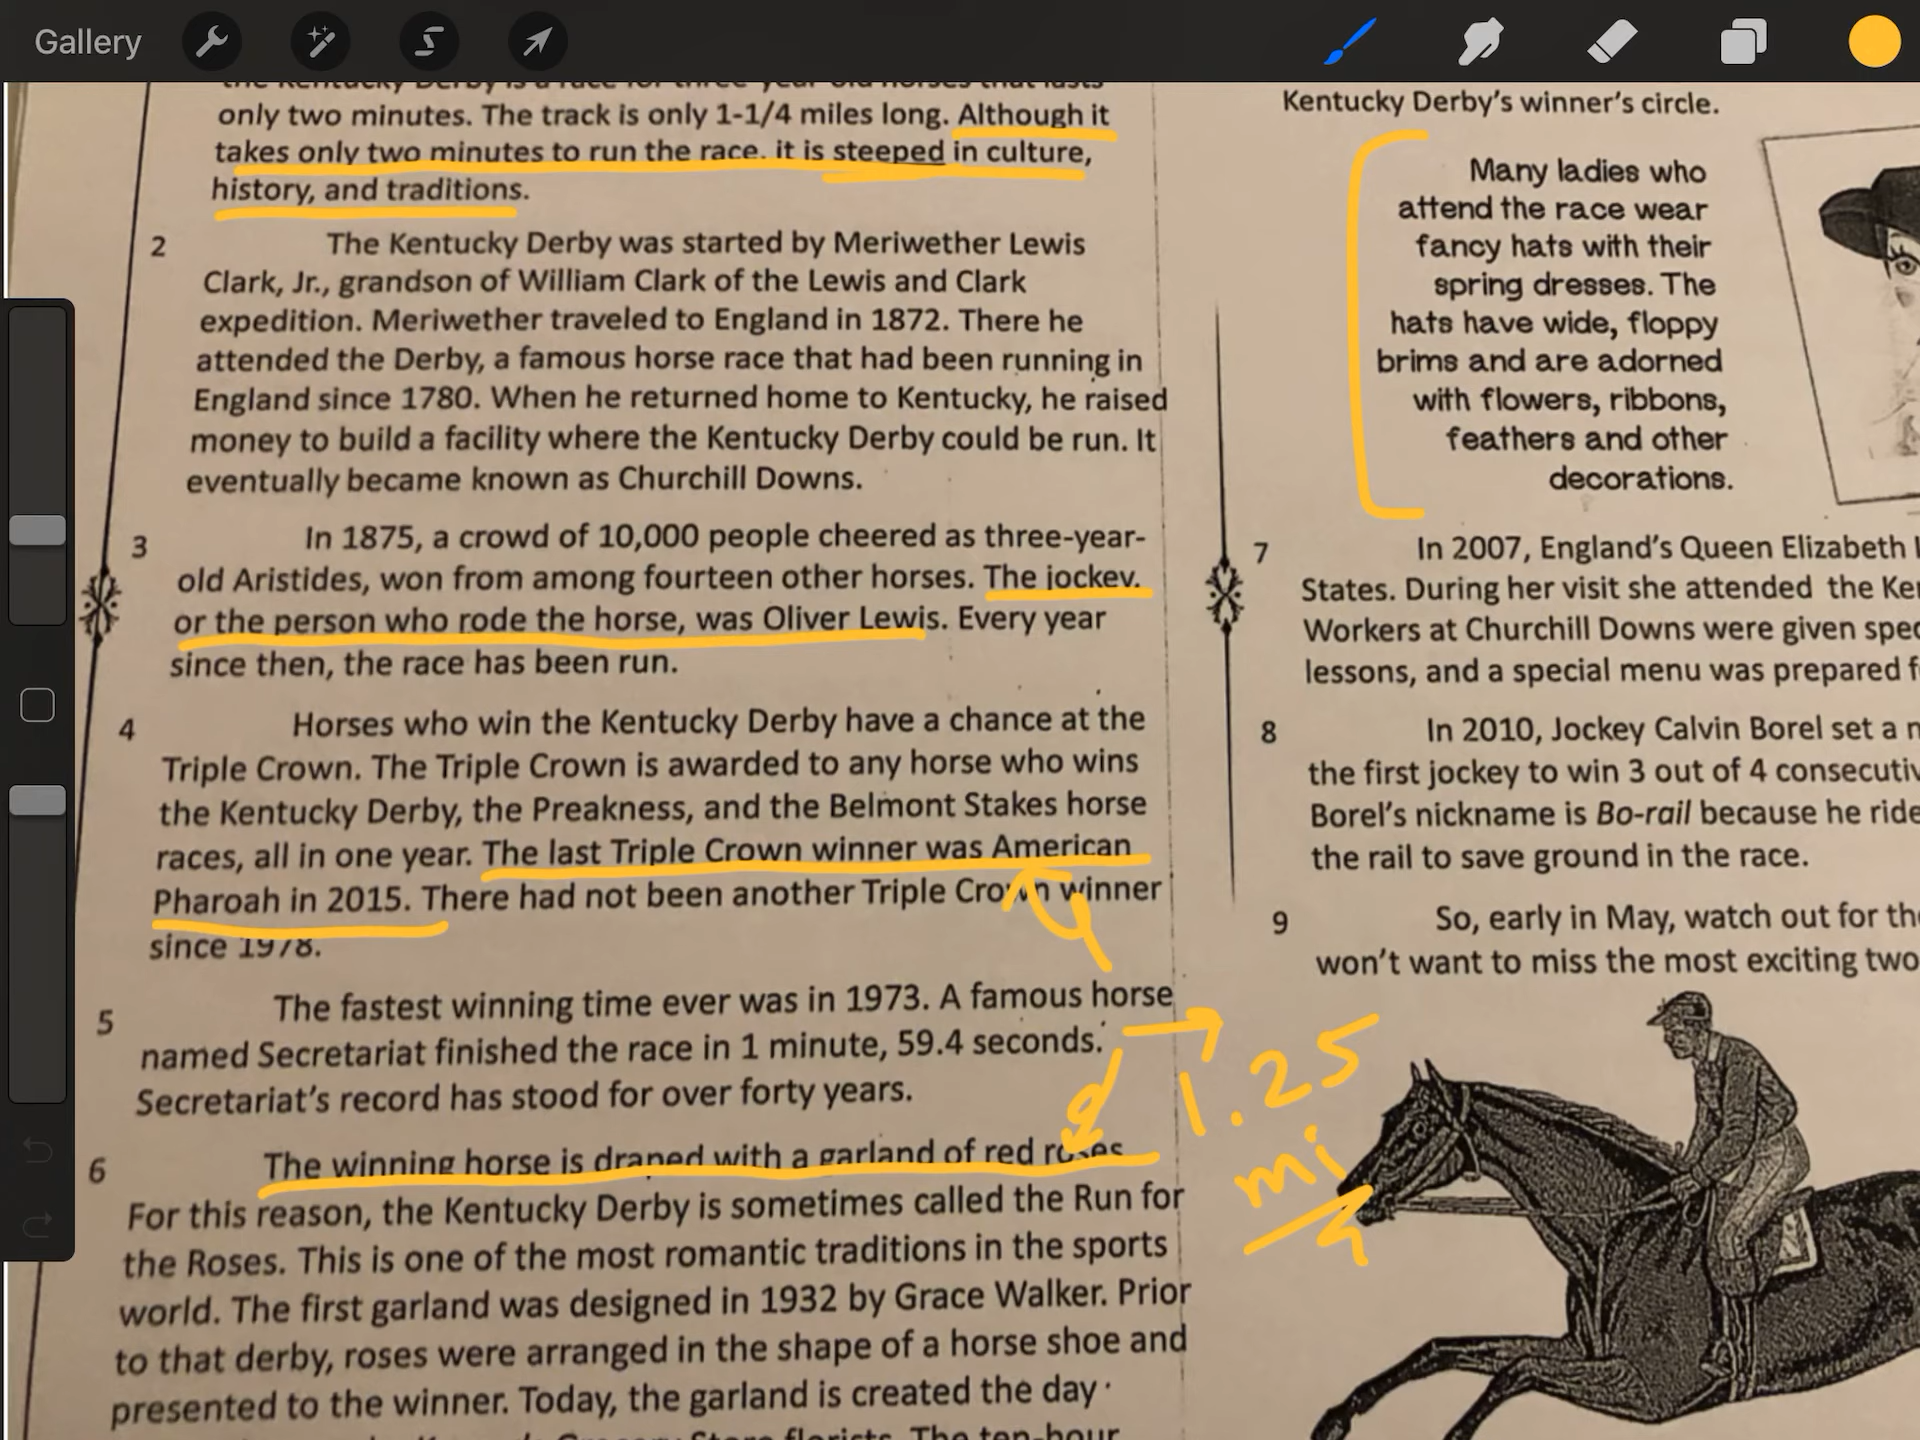 Gallery
the Kentucky Derby is a race for three-year-old horses that lasts
only two minutes. The track is only 1-1/4 miles long. Although it
takes only two minutes to run the race, it is steeped in culture,
history, and traditions.
2 The Kentucky Derby was started by Meriwether Lewis
Clark, Jr., grandson of William Clark of the Lewis and Clark
expedition. Meriwether traveled to England in 1872. There he
attended the Derby, a famous horse race that had been running in
England since 1780. When he returned home to Kentucky, he raised
money to build a facility where the Kentucky Derby could be run. It
eventually became known as Churchill Downs.
3 In 1875, a crowd of 10,000 people cheered as three-year-
old Aristides, won from among fourteen other horses. The jockey,
or the person who rode the horse, was Oliver Lewis. Every year
since then, the race has been run.
4 Horses who win the Kentucky Derby have a chance at the
Triple Crown. The Triple Crown is awarded to any horse who wins
the Kentucky Derby, the Preakness, and the Belmont Stakes horse
races, all in one year. The last Triple Crown winner was American
Pharoah in 2015. There had not been another Triple Crown winner
since 1978.
5 The fastest winning time ever was in 1973. A famous horse
named Secretariat finished the race in 1 minute, 59.4 seconds.
Secretariat's record has stood for over forty years.
6 The winning horse is draped with a garland of red roses
For this reason, the Kentucky Derby is sometimes called the Run for
the Roses. This is one of the most romantic traditions in the sports
world. The first garland was designed in 1932 by Grace Walker. Prior
to that derby, roses were arranged in the shape of a horse shoe and
presented to the winner. Today, the garland is created the day
Grocery Store florists. The ten-hour
1.25
mi
Kentucky Derby's winner's circle.
Many ladies who
attend the race wear
fancy hats with their
spring dresses. The
hats have wide, floppy
brims and are adorned
with flowers, ribbons,
feathers and other
decorations.
7 In 2007, England's Queen Elizabeth
States. During her visit she attended the
Workers at Churchill Downs were given
lessons, and a special menu was prepared
8 In 2010, Jockey Calvin Borel set a
the first jockey to win 3 out of 4
Borel's nickname is Bo-rail because he
the rail to save ground in the race.
9 So, early in May, watch out for
won't want to miss the most exciting two